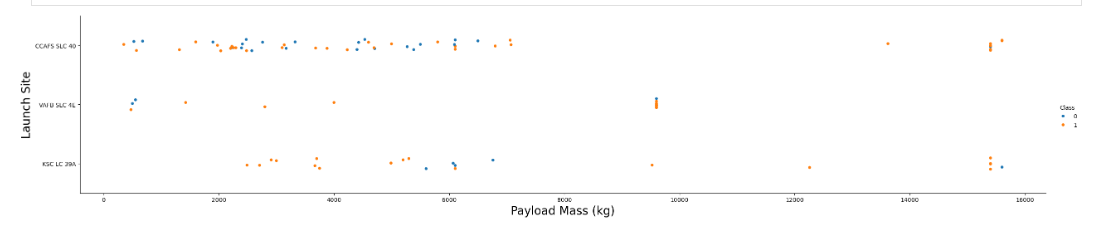 Launch Site
CCAFS SLC 40
VAFB SLC 4E
KSC LC 39A
0 2000 4000 6000 8000 10000 12000 14000 16000
Payload Mass (kg)
Class
0
1